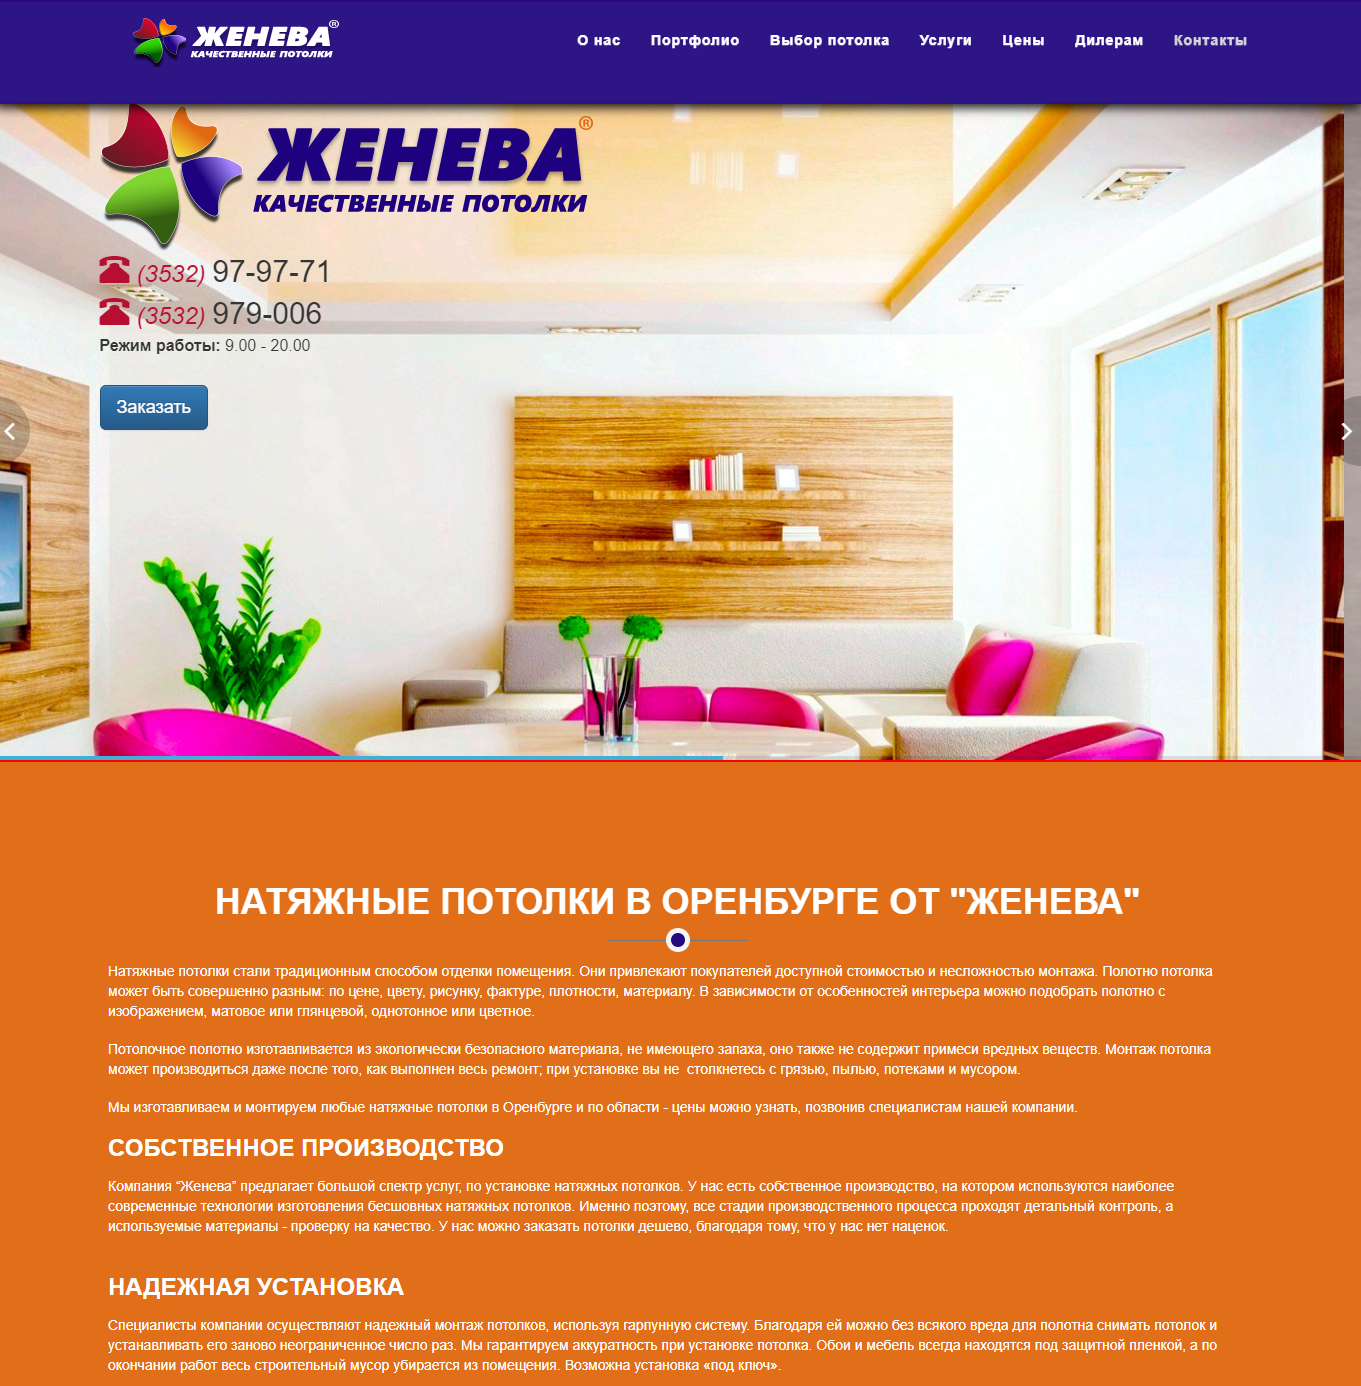 ЖЕНЕВА®
КАЧЕСТВЕННЫЕ ПОТОЛКИ
О нас Портфолио Выбор потолка Услуги Цены Дилерам Контакты
ЖЕНЕВА®
КАЧЕСТВЕННЫЕ ПОТОЛКИ
(3532) 97-97-71
(3532) 979-006
Режим работы: 9.00 - 20.00
Заказать
НАТЯЖНЫЕ ПОТОЛКИ В ОРЕНБУРГЕ ОТ "ЖЕНЕВА"
Натяжные потолки стали традиционным способом отделки помещения. Они привлекают покупателей доступной стоимостью и несложностью монтажа. Полотно потолка
может быть совершенно разным: по цене, цвету, рисунку, фактуре, плотности, материалу. В зависимости от особенностей интерьера можно подобрать полотно с
изображением, матовое или глянцевой, однотонное или цветное.
Потолочное полотно изготавливается из экологически безопасного материала, не имеющего запаха, оно также не содержит примеси вредных веществ. Монтаж потолка
может производиться даже после того, как выполнен весь ремонт; при установке вы не  столкнетесь с грязью, пылью, потеками и мусором.
Мы изготавливаем и монтируем любые натяжные потолки в Оренбурге и по области - цены можно узнать, позвонив специалистам нашей компании.
СОБСТВЕННОЕ ПРОИЗВОДСТВО
Компания “Женева” предлагает большой спектр услуг, по установке натяжных потолков. У нас есть собственное производство, на котором используются наиболее
современные технологии изготовления бесшовных натяжных потолков. Именно поэтому, все стадии производственного процесса проходят детальный контроль, а
используемые материалы - проверку на качество. У нас можно заказать потолки дешево, благодаря тому, что у нас нет наценок.
НАДЕЖНАЯ УСТАНОВКА
Специалисты компании осуществляют надежный монтаж потолков, используя гарпунную систему. Благодаря ей можно без всякого вреда для полотна снимать потолок и
устанавливать его заново неограниченное число раз. Мы гарантируем аккуратность при установке потолка. Обои и мебель всегда находятся под защитной пленкой, а по
окончании работ весь строительный мусор убирается из помещения. Возможна установка «под ключ».